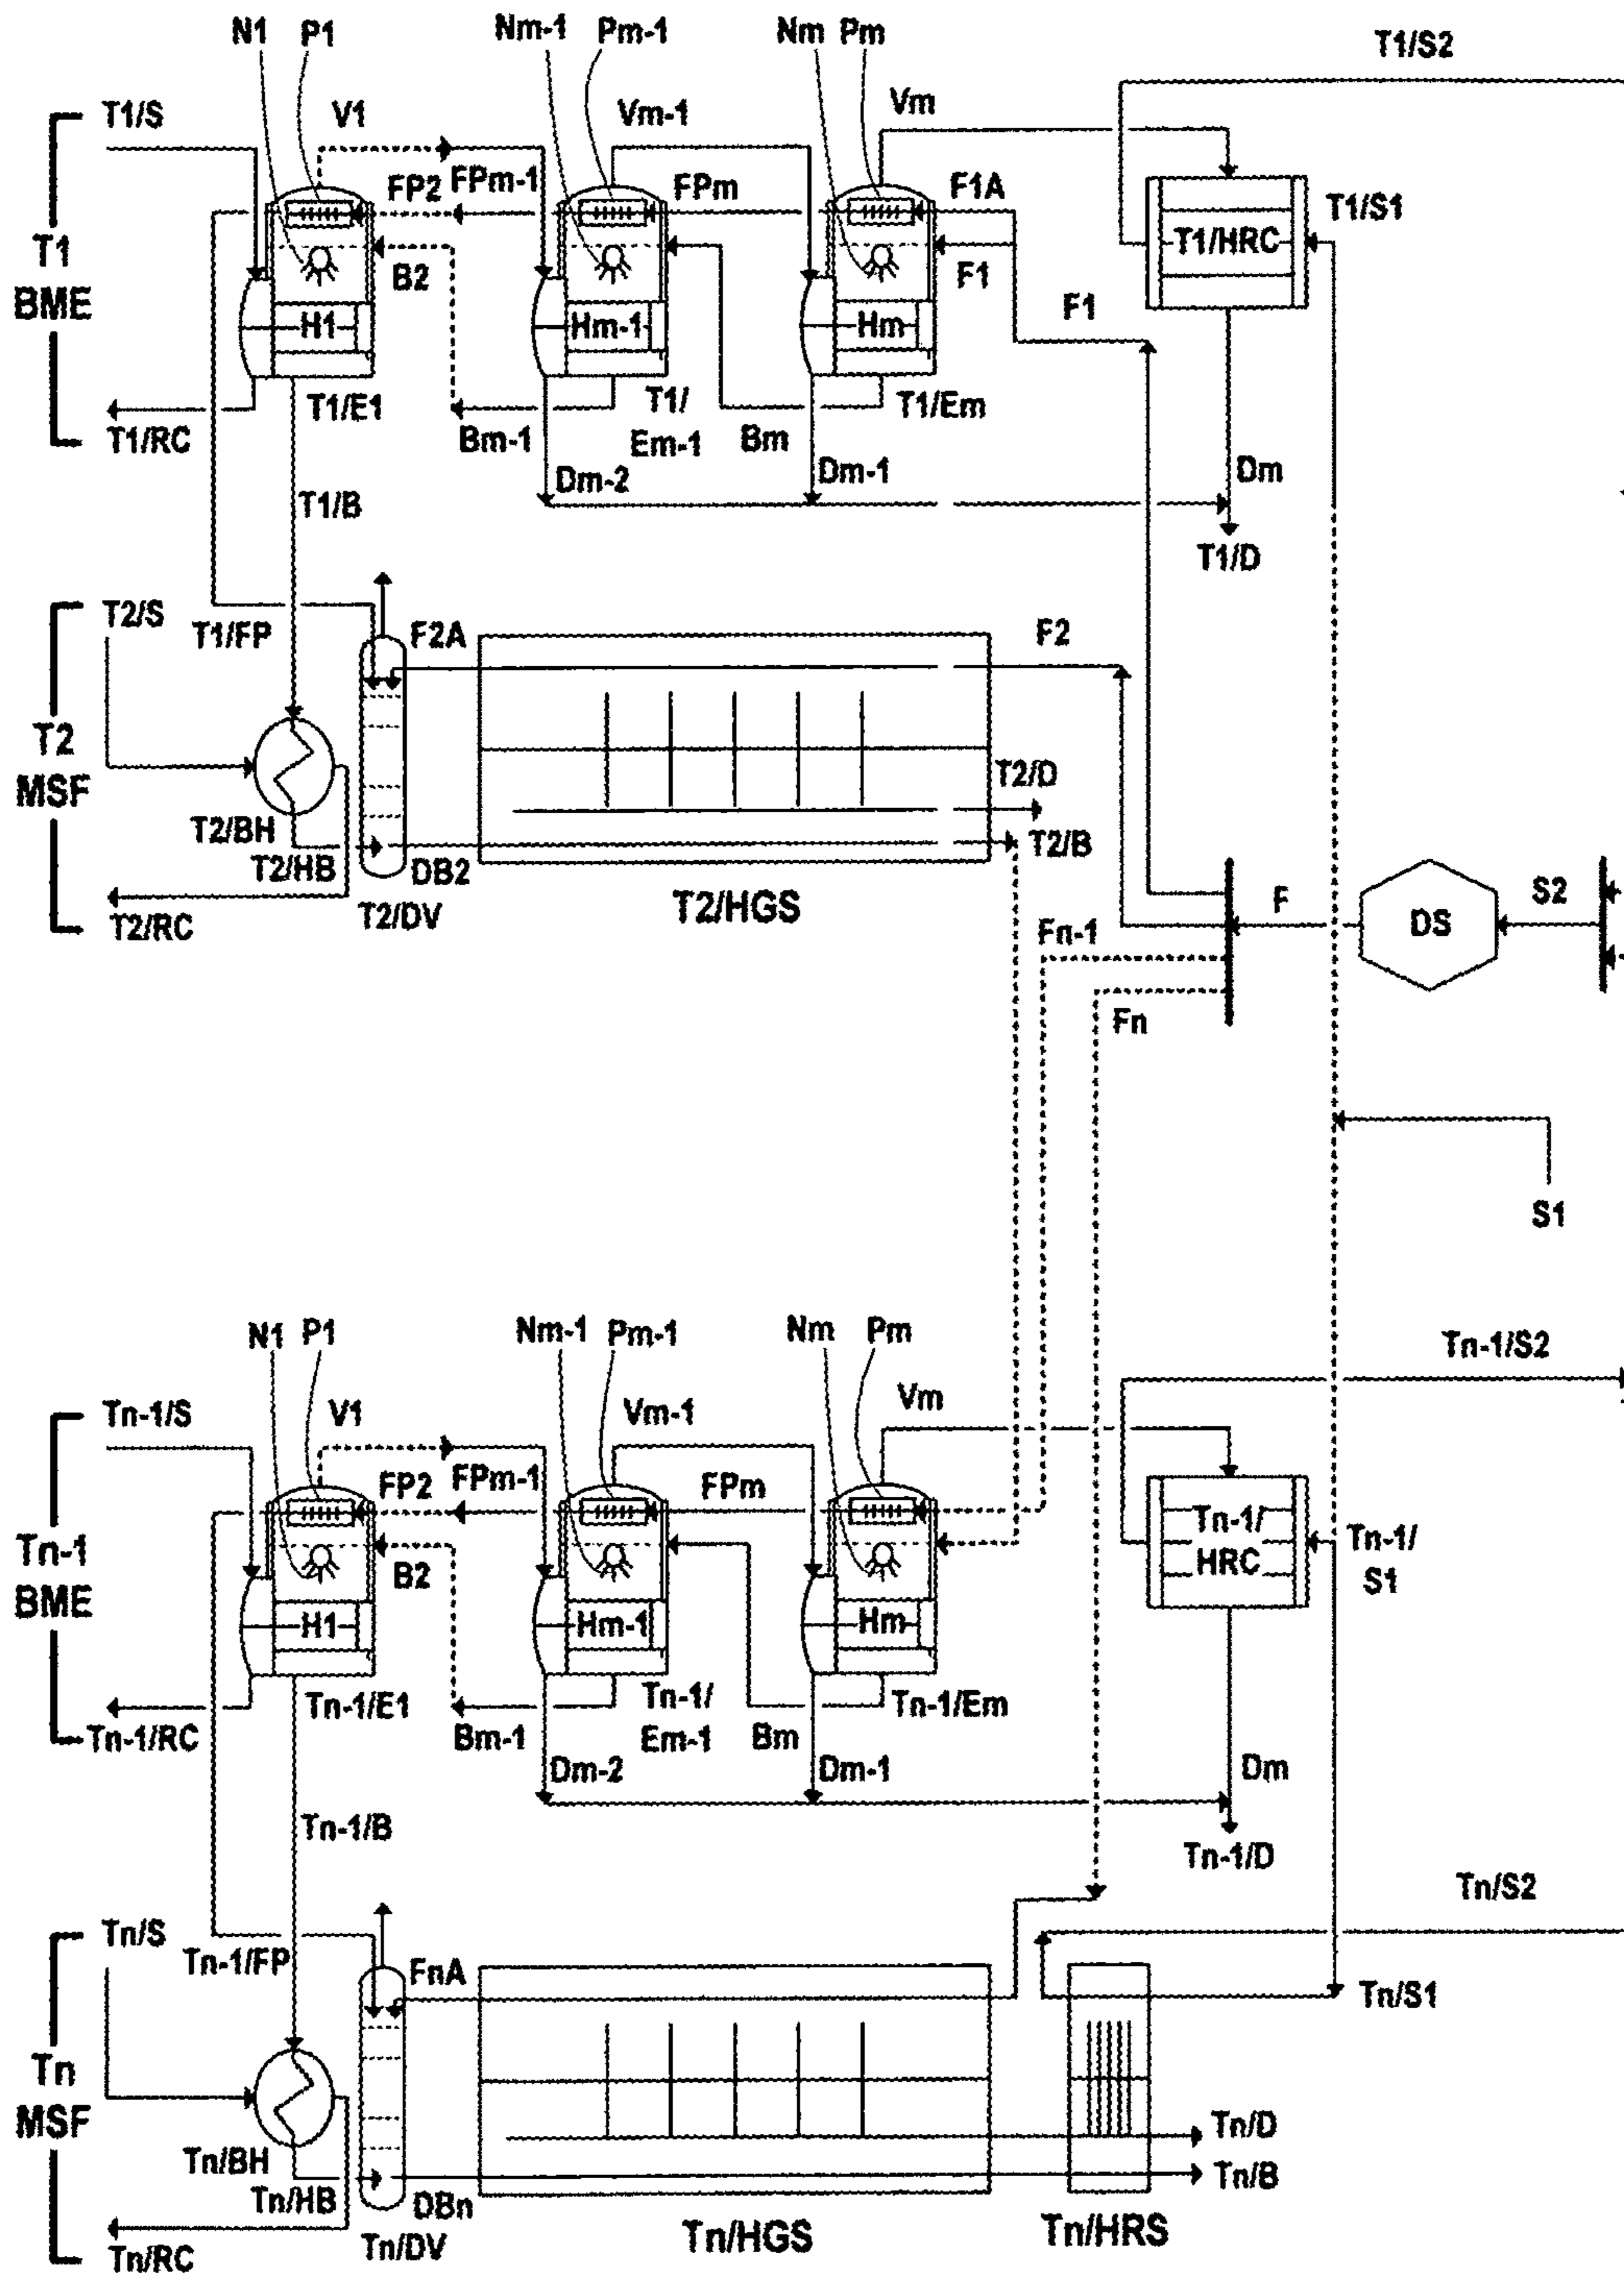 N1 P1 Nm-1 Pm-1 Nm Pm T1/S2
T1/S V1 Vm-1 Vm
FP2 FPm-1 FPm F1A T1/S1
T1/HRC
T1
BME
B2 F1
F1
H1 Hm-1 Hm
T1/RC T1/E1 T1/
Em-1 T1/Em
Bm-1 Bm
Dm-2 Dm-1 Dm
T1/B
T1/D
T2/S T1/FP F2A F2
T2
MSF
T2/D
T2/BH T2/B
T2/HB DB2
T2/RC T2/DV T2/HGS
Fn-1 F DS S2
Fn
S1
N1 P1 Nm-1 Pm-1 Nm Pm Tn-1/S2
Tn-1/S V1 Vm-1 Vm
FP2 FPm-1 FPm
Tn-1
BME
B2 Tn-1/
HRC Tn-1/
S1
H1 Hm-1 Hm
Tn-1/RC Tn-1/E1 Tn-1/
Em-1 Tn-1/Em
Bm-1 Bm
Dm-2 Dm-1 Dm
Tn-1/B
Tn-1/D
Tn/S2
Tn/S Tn-1/FP FnA
Tn/S1
Tn
MSF
Tn/D
Tn/BH Tn/B
Tn/HB DBn
Tn/RC Tn/DV Tn/HGS Tn/HRS